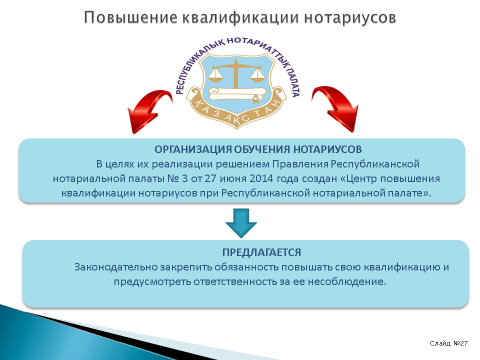 Повышение квалификации нотариусов
РЕСПУБЛИКАЛЫҚ НОТАРИАТТЫҚ ПАЛАТА
ҚАЗАҚСТАН
ОРГАНИЗАЦИЯ ОБУЧЕНИЯ НОТАРИУСОВ
В целях их реализации решением Правления Республиканской
нотариальной палаты № 3 от 27 июня 2014 года создан «Центр повышения
квалификации нотариусов при Республиканской нотариальной палате».
ПРЕДЛАГАЕТСЯ
Законодательно закрепить обязанность повышать свою квалификацию и
предусмотреть ответственность за ее несоблюдение.
Слайд №27